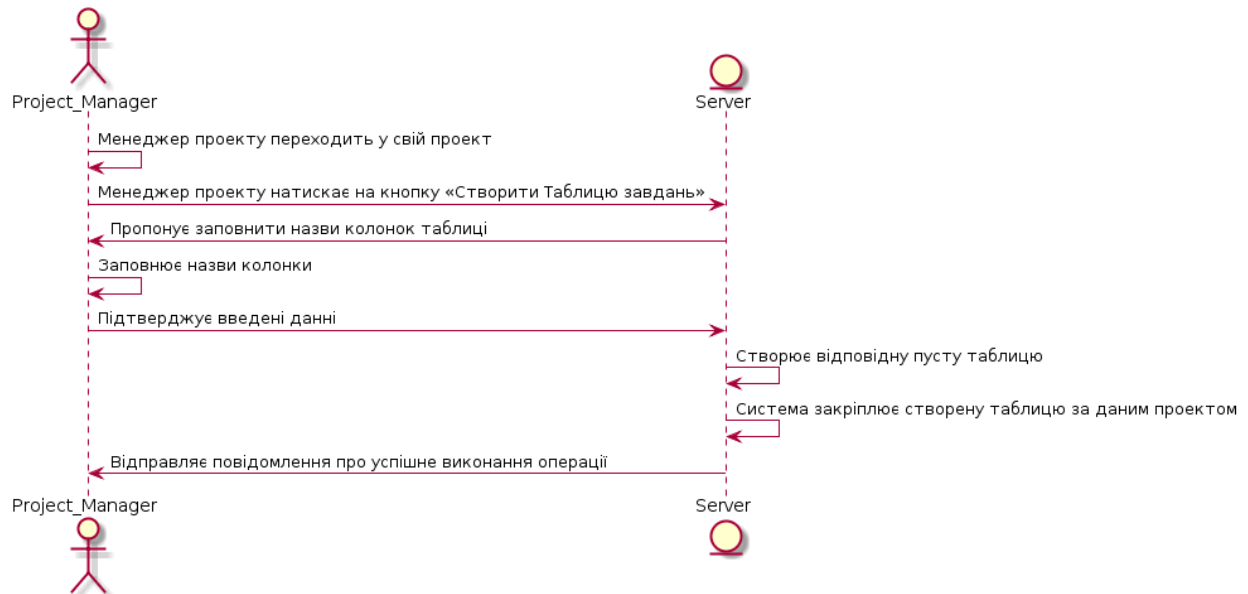 Project_Manager
Server
Менеджер проекту переходить у свій проект
Менеджер проекту натискає на кнопку «Створити Таблицю завдань»
Пропонує заповнити назви колонок таблиці
Заповнює назви колонки
Підтверджує введені данні
Створює відповідну пусту таблицю
Система закріплює створену таблицю за даним проектом
Відправляє повідомлення про успішне виконання операції
Project_Manager
Server